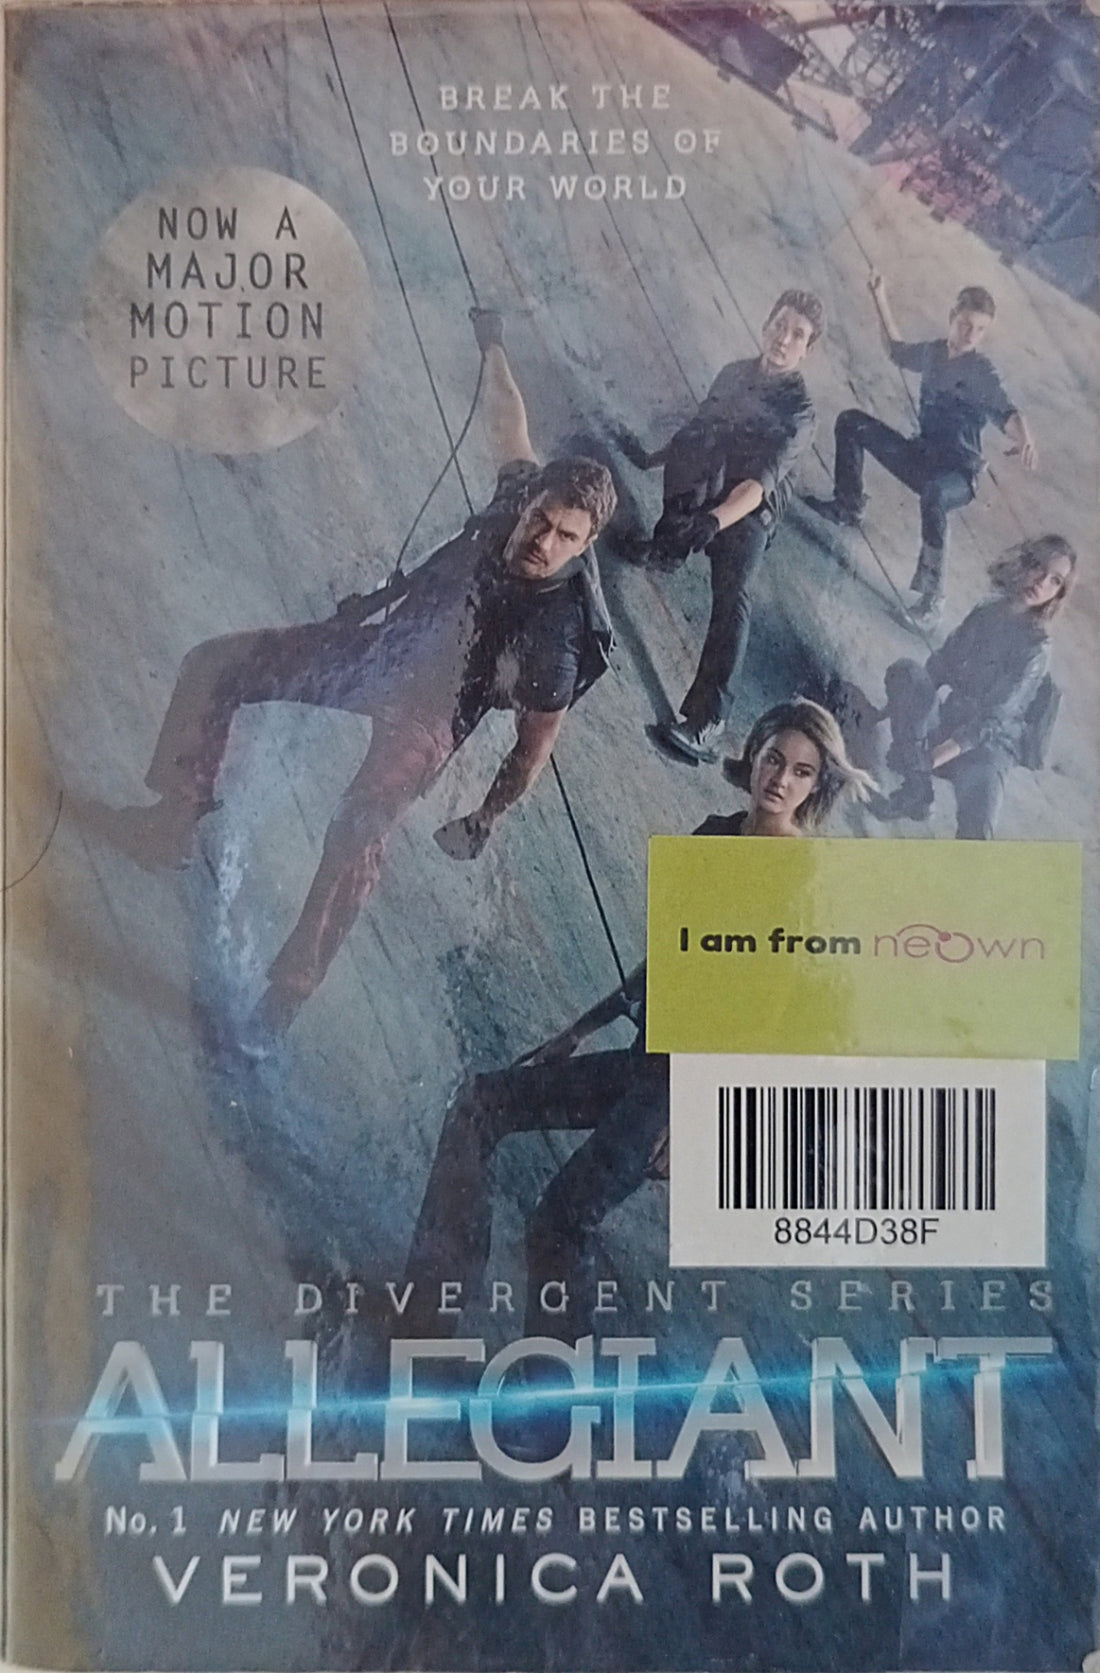 BREAK THE
BOUNDARIES OF
YOUR WORLD
NOW A
MAJOR
MOTION
PICTURE
I am from neOwn
8844D38F
THE DIVERGENT SERIES
ALLEGIANT
No. 1 NEW YORK TIMES BESTSELLING AUTHOR
VERONICA ROTH